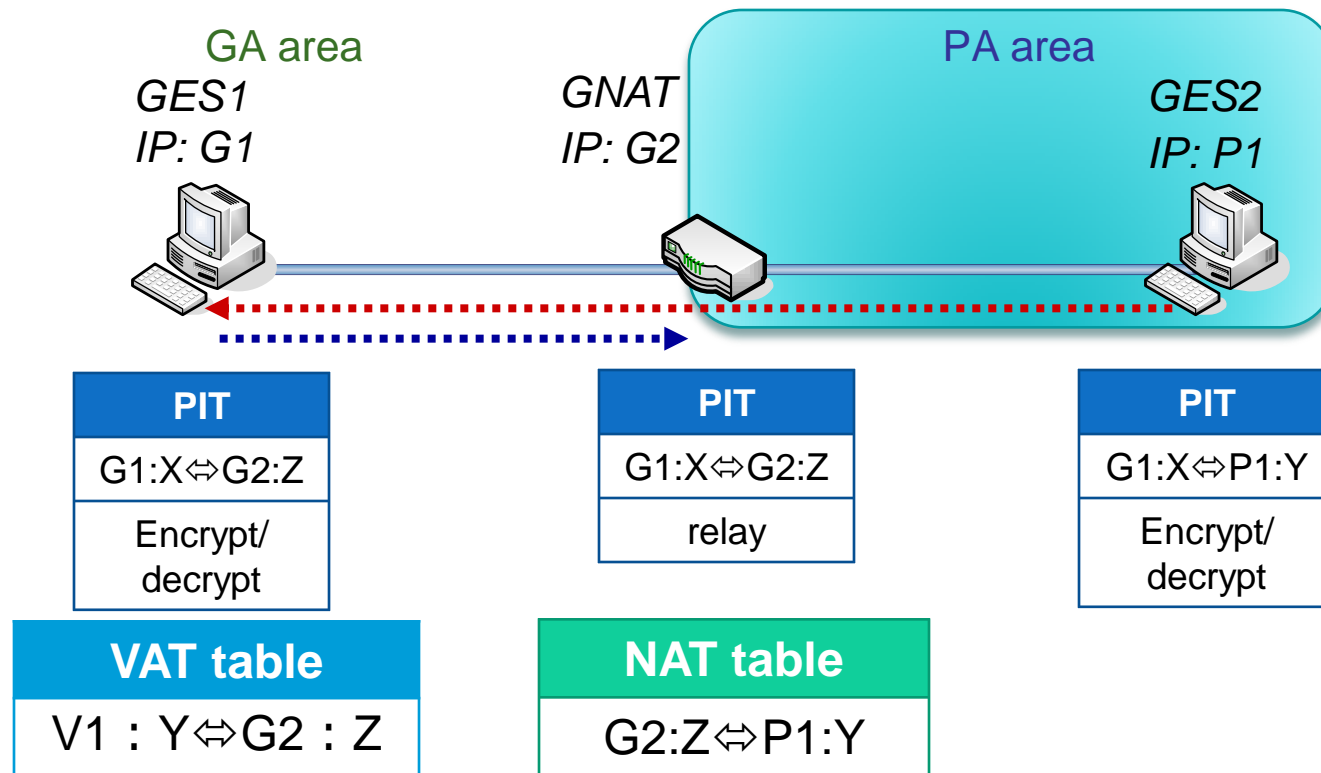 GA area
PA area
GES1
IP: G1
GNAT
IP: G2
GES2
IP: P1
PIT
G1:X⇔G2:Z
Encrypt/
decrypt
PIT
G1:X⇔G2:Z
relay
PIT
G1:X⇔P1:Y
Encrypt/
decrypt
VAT table
V1：Y⇔G2：Z
NAT table
G2:Z⇔P1:Y